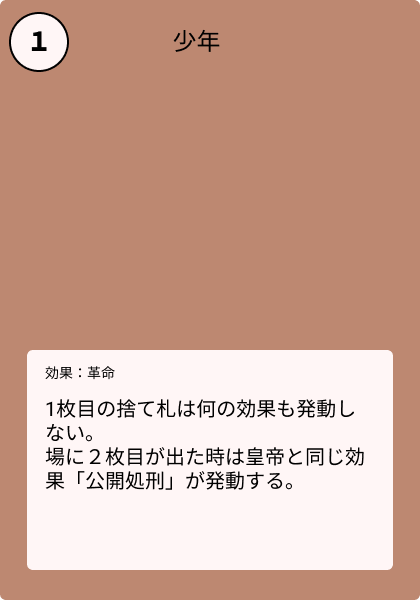 1
少年
効果：革命
1枚目の捨て札は何の効果も発動し
ない。
場に２枚目が出た時は皇帝と同じ効
果「公開処刑」が発動する。